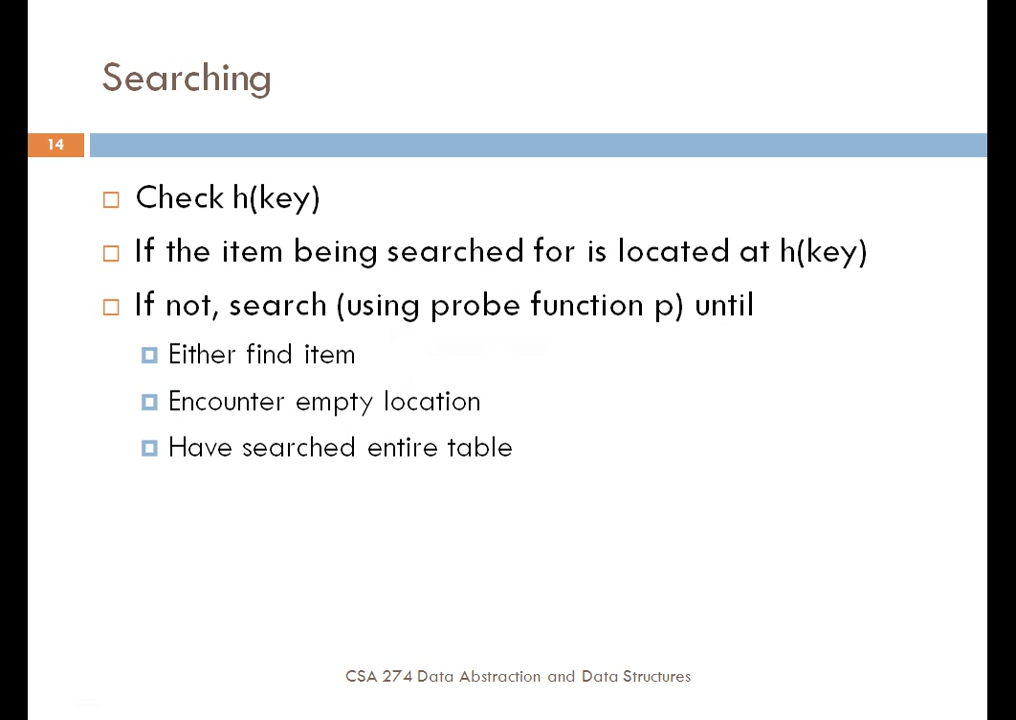 Searching
14
Check h(key)
If the item being searched for is located at h(key)
If not, search (using probe function p) until
Either find item
Encounter empty location
Have searched entire table
CSA 274 Data Abstraction and Data Structures